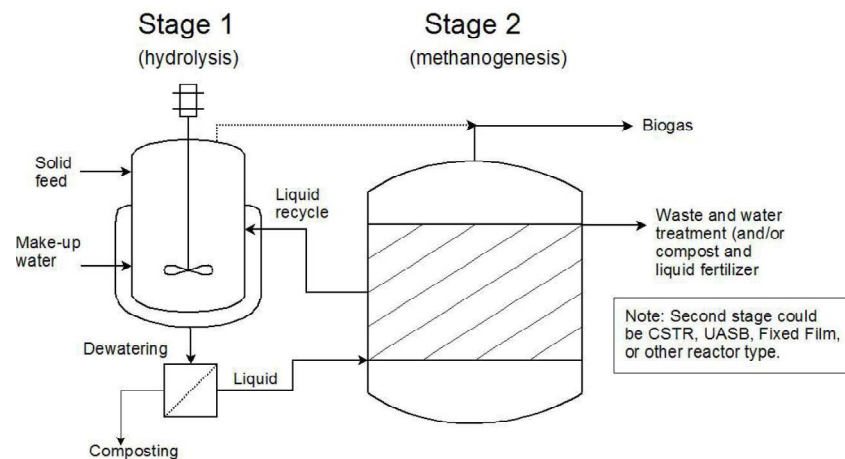 Stage 1
(hydrolysis)
Stage 2
(methanogenesis)
Biogas
Solid
feed
Liquid
recycle
Make-up
water
Waste and water
treatment (and/or
compost and
liquid fertilizer
Note: Second stage could
be CSTR, UASB, Fixed Film,
or other reactor type.
Dewatering
Liquid
Composting